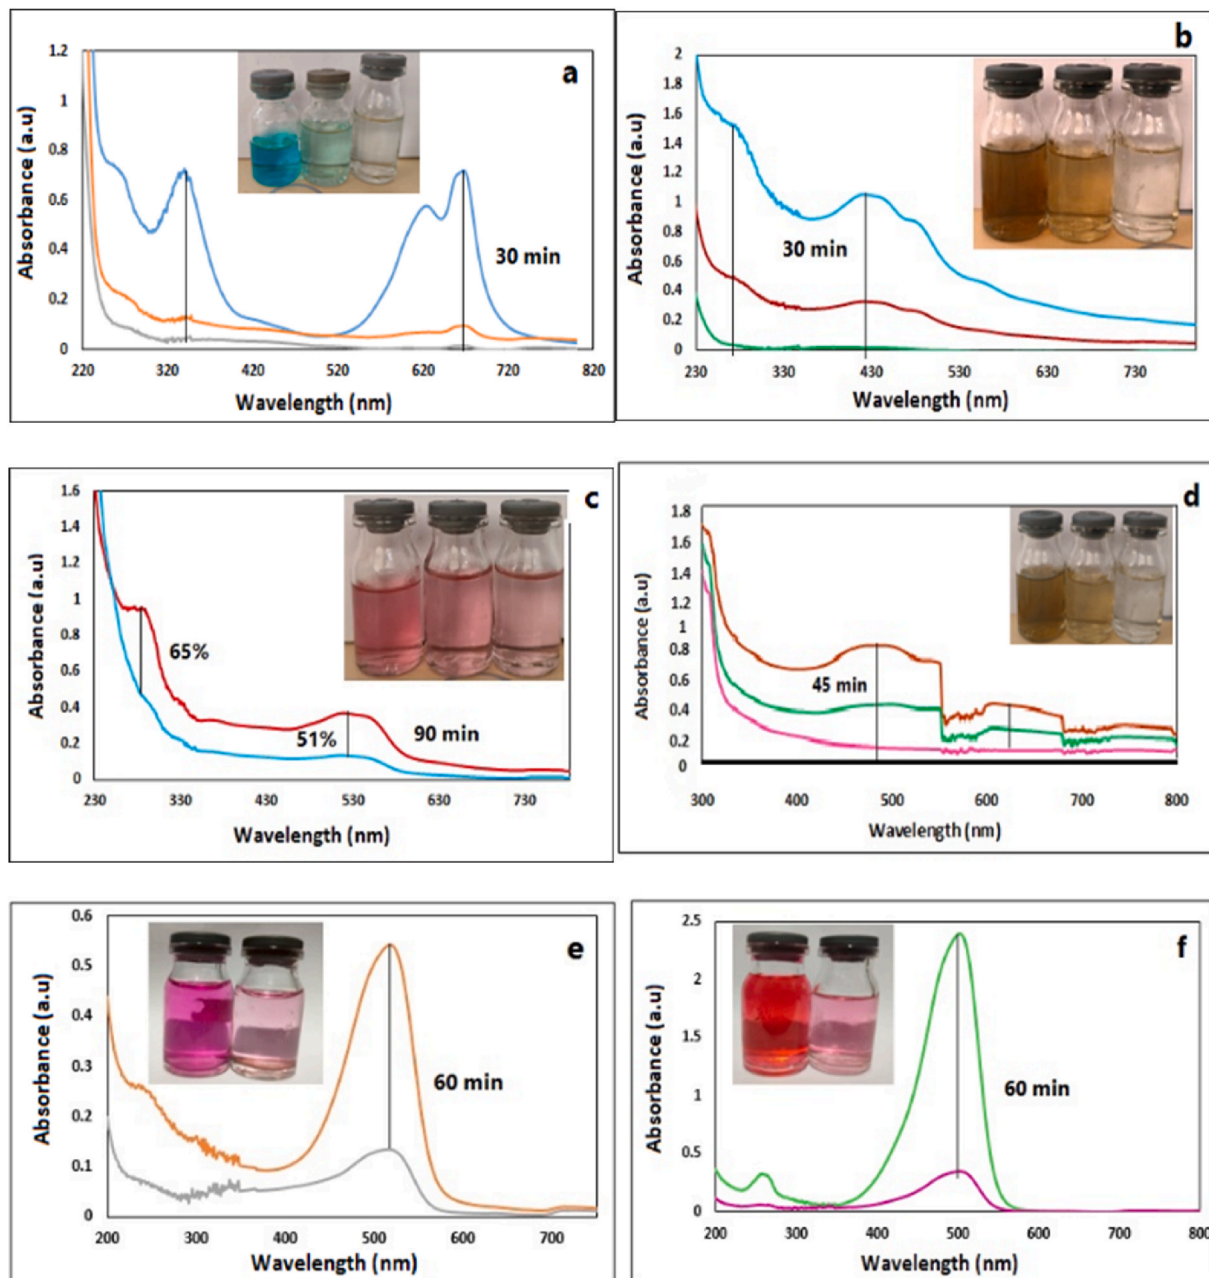 a
1.2
1
0.8
0.6
0.4
0.2
0
Absorbance (a.u)
30 min
220 320 420 520 620 720 820
Wavelength (nm)
b
2
1.8
1.6
1.4
1.2
1
0.8
0.6
0.4
0.2
0
Absorbance (a.u)
30 min
230 330 430 530 630 730
Wavelength (nm)
c
1.6
1.4
1.2
1
0.8
0.6
0.4
0.2
0
Absorbance (a.u)
65%
51%
90 min
230 330 430 530 630 730
Wavelength (nm)
d
1.8
1.6
1.4
1.2
1
0.8
0.6
0.4
0.2
0
Absorbance (a.u)
45 min
300 400 500 600 700 800
Wavelength (nm)
e
0.6
0.5
0.4
0.3
0.2
0.1
0
Absorbance (a.u)
60 min
200 300 400 500 600 700
Wavelength (nm)
f
2.5
2
1.5
1
0.5
0
Absorbance (a.u)
60 min
200 300 400 500 600 700 800
Wavelength (nm)